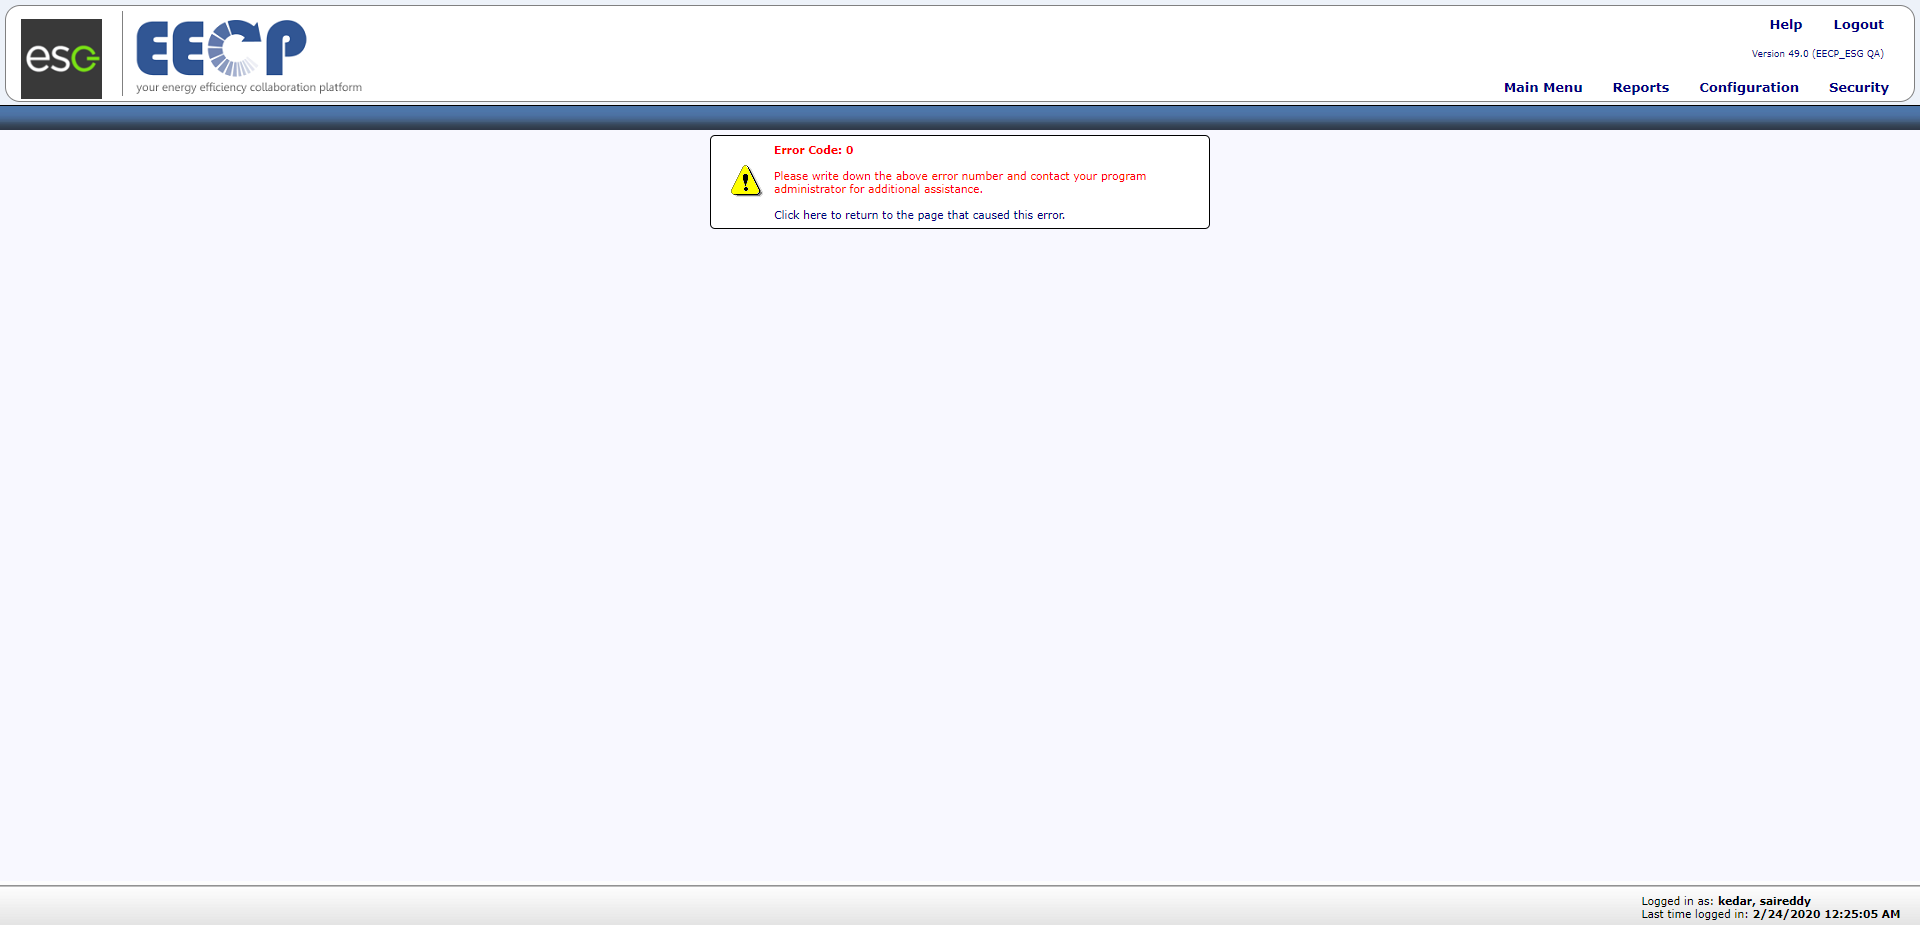 esc
EECP
your energy efficiency collaboration platform
Help Logout
Version 49.0 (EECP_ESG QA)
Main Menu Reports Configuration Security
Error Code: 0
Please write down the above error number and contact your program
administrator for additional assistance.
Click here to return to the page that caused this error.
Logged in as: kedar, saireddy
Last time logged in: 2/24/2020 12:25:05 AM